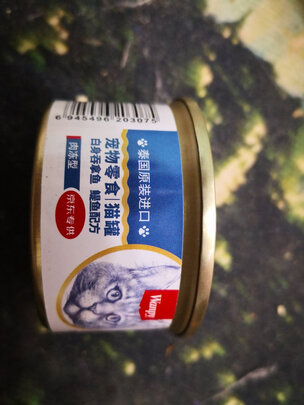 泰国原装进口
宠物零食|猫罐
白身吞拿鱼 鳗鱼配方
肉冻型
京东专供
Wanpy
6 945496 203075